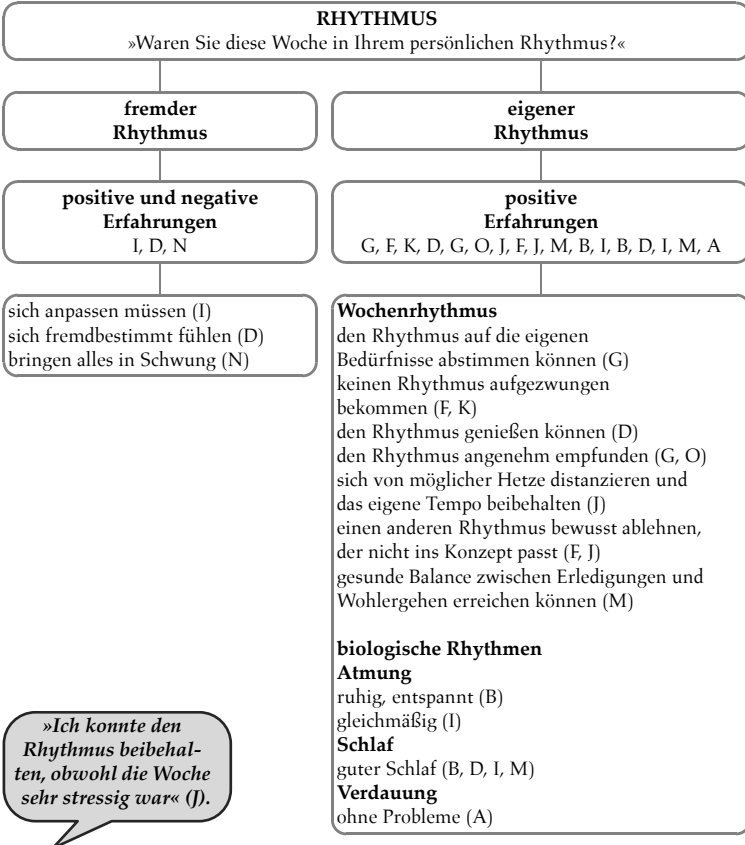 RHYTHMUS
»Waren Sie diese Woche in Ihrem persönlichen Rhythmus?«
fremder
Rhythmus
eigener
Rhythmus
positive und negative
Erfahrungen
I, D, N
positive
Erfahrungen
G, F, K, D, G, O, J, F, J, M, B, I, B, D, I, M, A
sich anpassen müssen (I)
sich fremdbestimmt fühlen (D)
bringen alles in Schwung (N)
Wochenrhythmus
den Rhythmus auf die eigenen
Bedürfnisse abstimmen können (G)
keinen Rhythmus aufgezwungen
bekommen (F, K)
den Rhythmus genießen können (D)
den Rhythmus angenehm empfunden (G, O)
sich von möglicher Hetze distanzieren und
das eigene Tempo beibehalten (J)
einen anderen Rhythmus bewusst ablehnen,
der nicht ins Konzept passt (F, J)
gesunde Balance zwischen Erledigungen und
Wohlergehen erreichen können (M)
biologische Rhythmen
Atmung
ruhig, entspannt (B)
gleichmäßig (I)
Schlaf
guter Schlaf (B, D, I, M)
Verdauung
ohne Probleme (A)
»Ich konnte den
Rhythmus beibehal-
ten, obwohl die Woche
sehr stressig war« (J).